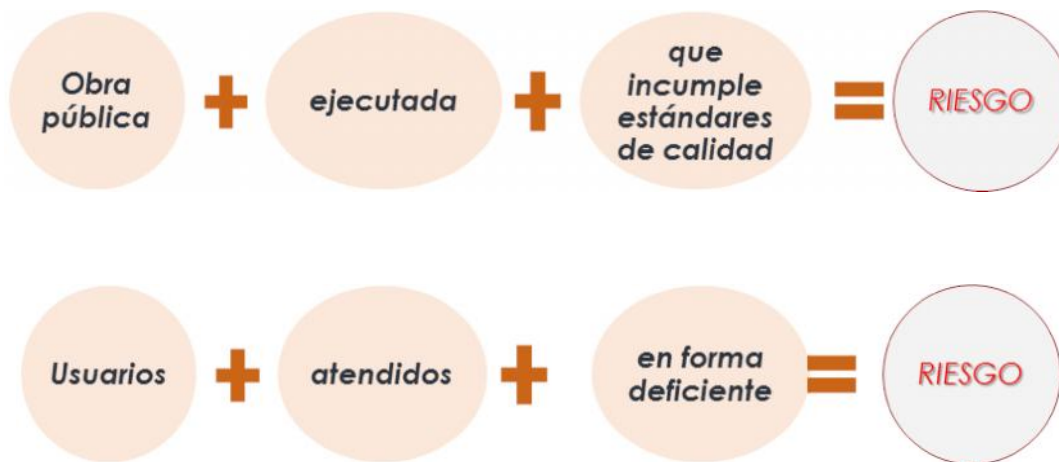 Obra
pública
+
ejecutada
+
que
incumple
estándares
de calidad
=
RIESGO
Usuarios
+
atendidos
+
en forma
deficiente
=
RIESGO